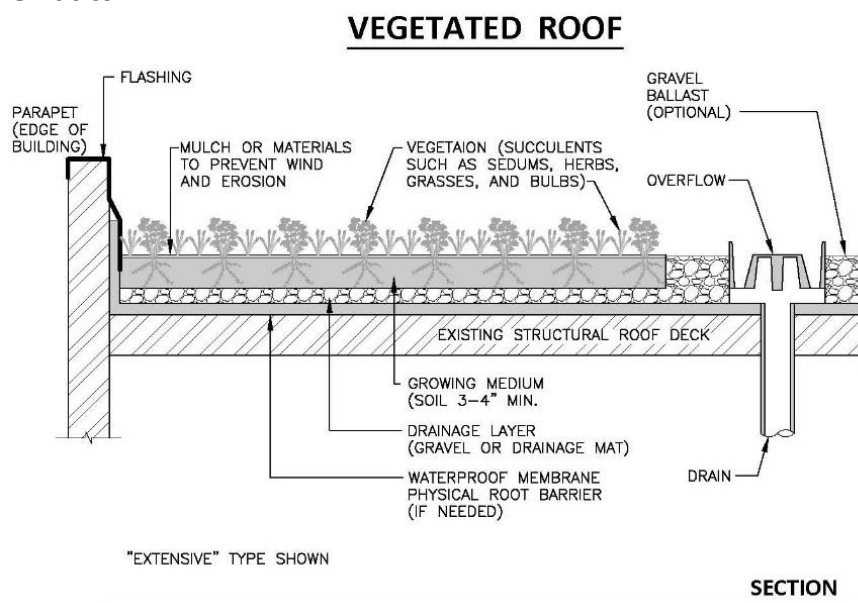 VEGETATED ROOF
FLASHING
PARAPET
(EDGE OF
BUILDING)
MULCH OR MATERIALS
TO PREVENT WIND
AND EROSION
VEGETAION (SUCCULENTS
SUCH AS SEDUMS, HERBS,
GRASSES, AND BULBS)
GRAVEL
BALLAST
(OPTIONAL)
OVERFLOW
EXISTING STRUCTURAL ROOF DECK
GROWING MEDIUM
(SOIL 3-4" MIN.
DRAINAGE LAYER
(GRAVEL OR DRAINAGE MAT)
WATERPROOF MEMBRANE
PHYSICAL ROOT BARRIER
(IF NEEDED)
DRAIN
"EXTENSIVE" TYPE SHOWN
SECTION